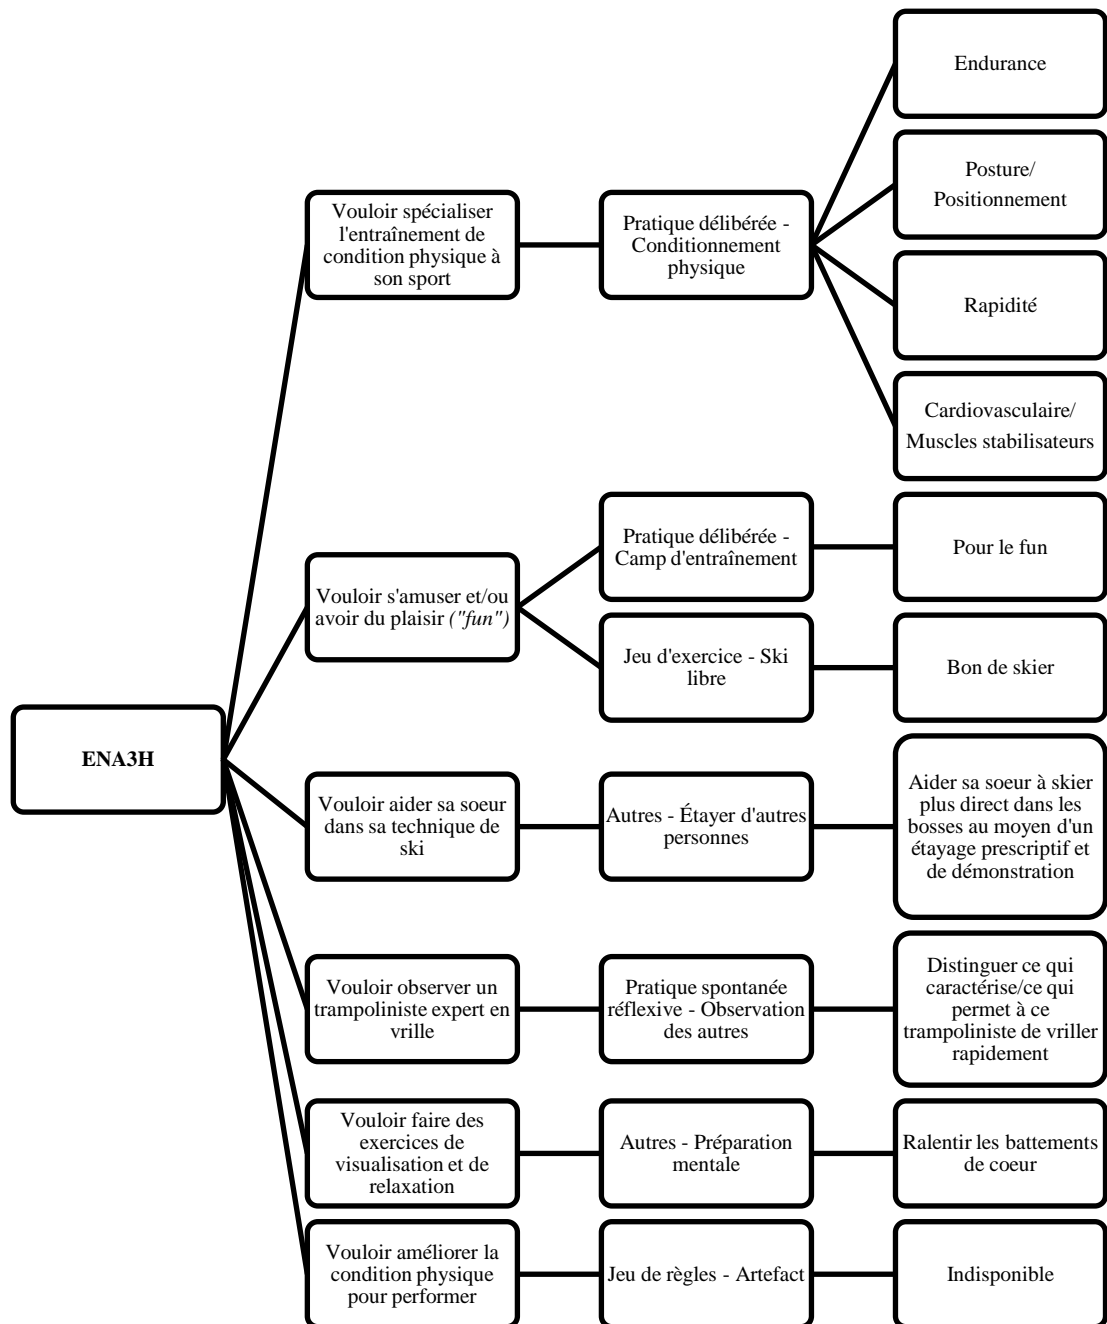 Endurance
Posture/
Positionnement
Vouloir spécialiser
l'entraînement de
condition physique à
son sport
Pratique délibérée -
Conditionnement
physique
Rapidité
Cardiovasculaire/
Muscles stabilisateurs
Vouloir s'amuser et/ou
avoir du plaisir ("fun")
Pratique délibérée -
Camp d'entraînement
Pour le fun
Jeu d'exercice - Ski
libre
Bon de skier
ENA3H
Vouloir aider sa soeur
dans sa technique de
ski
Autres - Étayer d'autres
personnes
Aider sa soeur à skier
plus direct dans les
bosses au moyen d'un
étayage prescriptif et
de démonstration
Vouloir observer un
trampoliniste expert en
vrille
Pratique spontanée
réflexive - Observation
des autres
Distinguer ce qui
caractérise/ce qui
permet à ce
trampoliniste de vriller
rapidement
Vouloir faire des
exercices de
visualisation et de
relaxation
Autres - Préparation
mentale
Ralentir les battements
de coeur
Vouloir améliorer la
condition physique
pour performer
Jeu de règles - Artefact
Indisponible